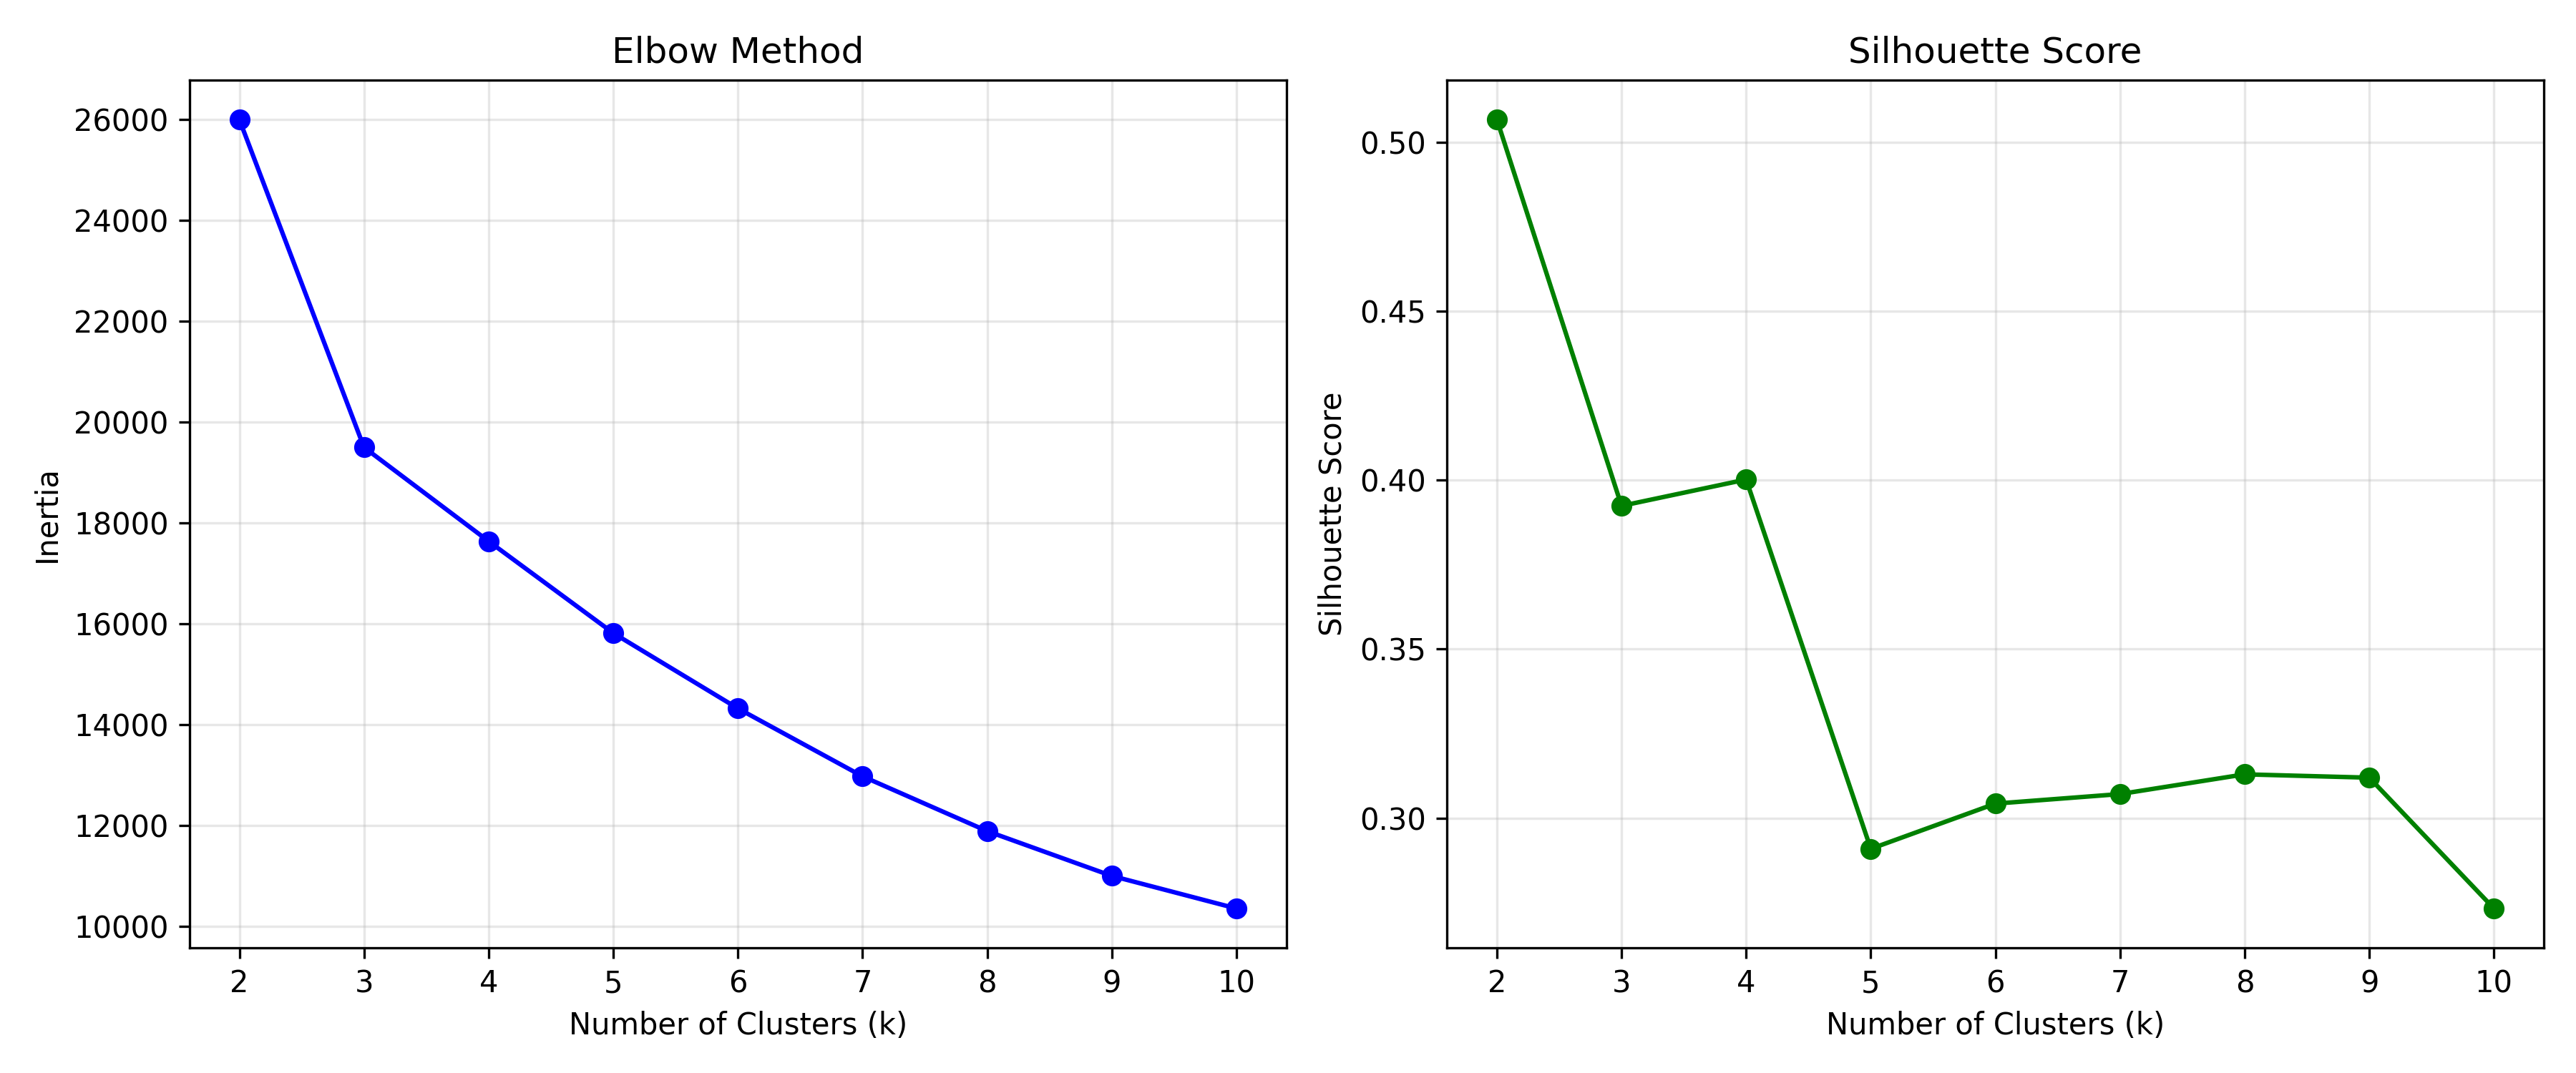 Elbow Method
26000
24000
22000
20000
18000
16000
14000
12000
10000
Inertia
2 3 4 5 6 7 8 9 10
Number of Clusters (k)
Silhouette Score
0.50
0.45
0.40
0.35
0.30
Silhouette Score
2 3 4 5 6 7 8 9 10
Number of Clusters (k)